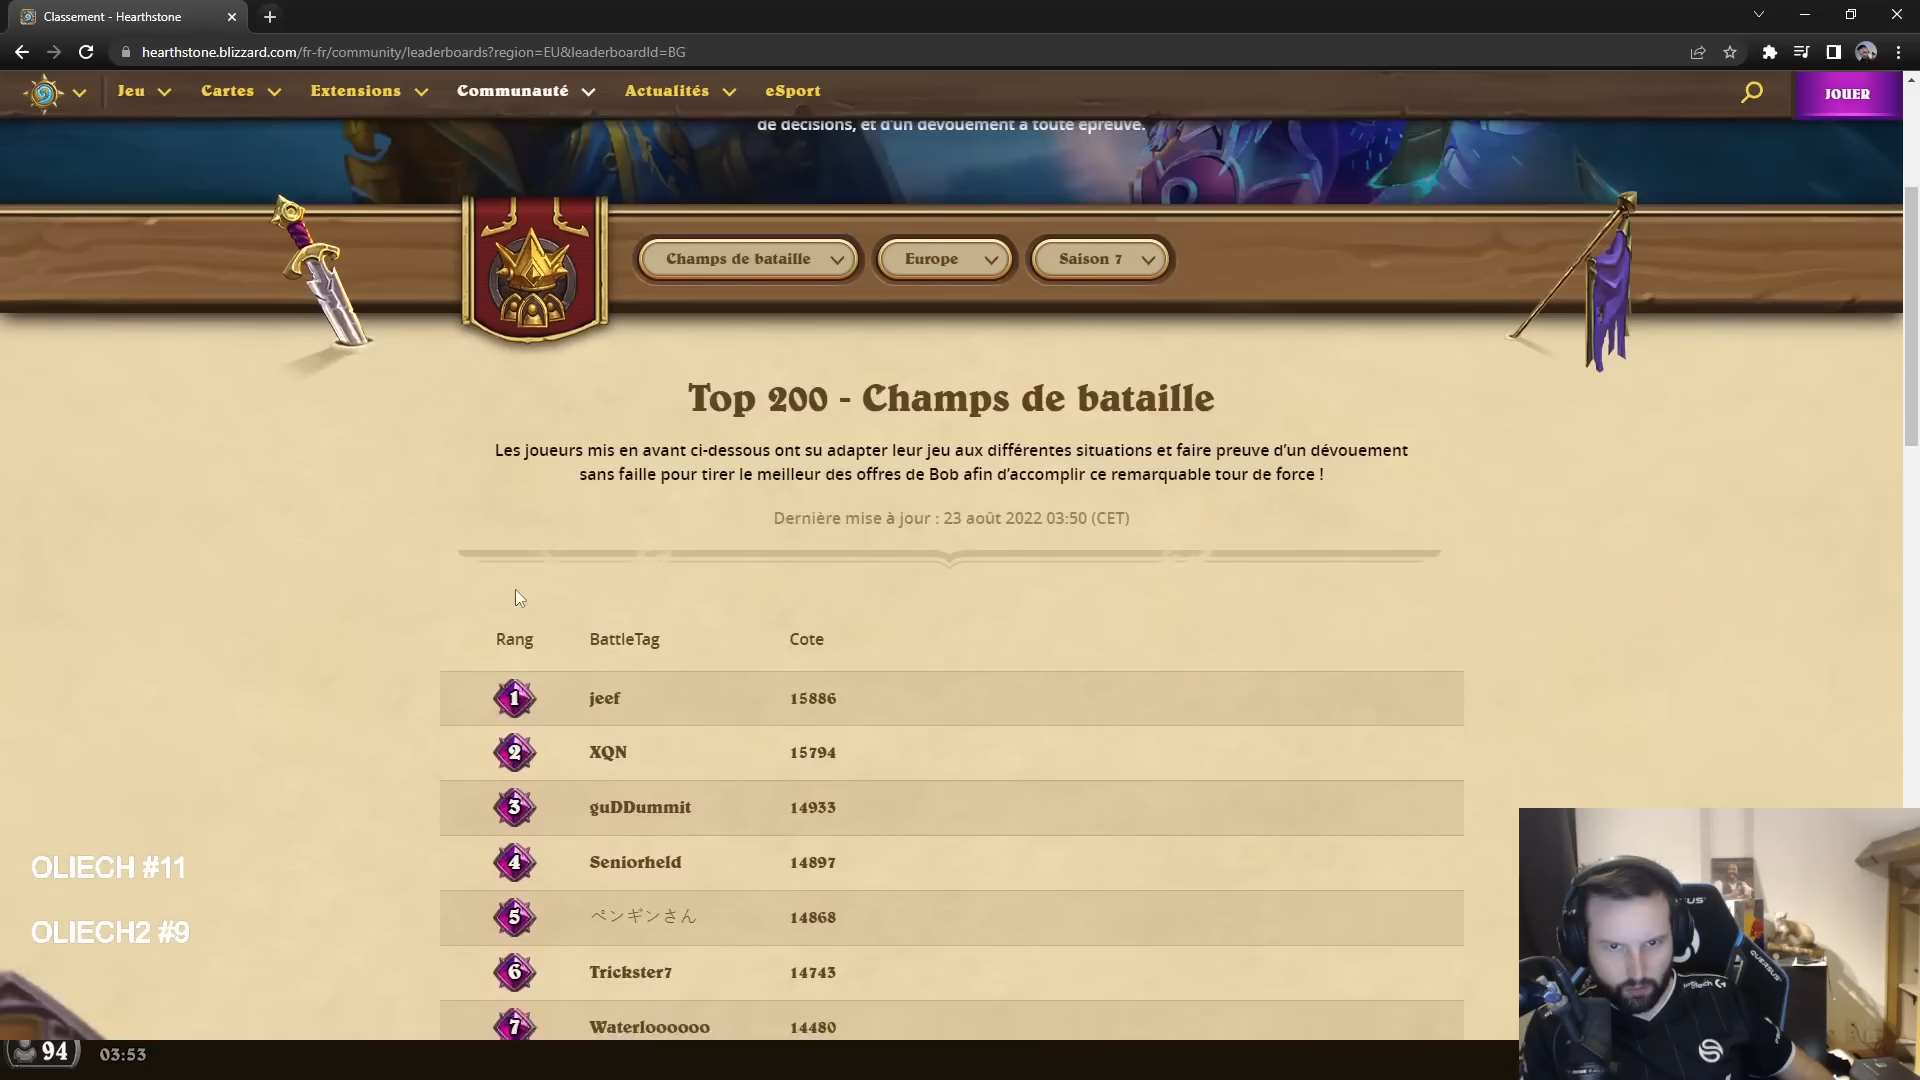 Classement - Hearthstone
hearthstone.blizzard.com/fr-fr/community/leaderboards?region=EU&leaderboardId=BG
Jeu Cartes Extensions Communauté Actualités eSport
JOUER
de décisions, et d'un dévouement à toute épreuve.
Champs de bataille Europe Saison 7
Top 200 - Champs de bataille
Les joueurs mis en avant ci-dessous ont su adapter leur jeu aux différentes situations et faire preuve d’un dévouement
sans faille pour tirer le meilleur des offres de Bob afin d’accomplir ce remarquable tour de force !
Dernière mise à jour : 23 août 2022 03:50 (CET)
Rang BattleTag Cote
1 jeef 15886
2 XQN 15794
3 guDDummit 14933
4 Seniorheld 14897
5 ペンギンさん 14868
6 Trickster7 14743
7 Waterloooooo 14480
OLIECH #11
OLIECH2 #9
94 03:53
QUERSUS